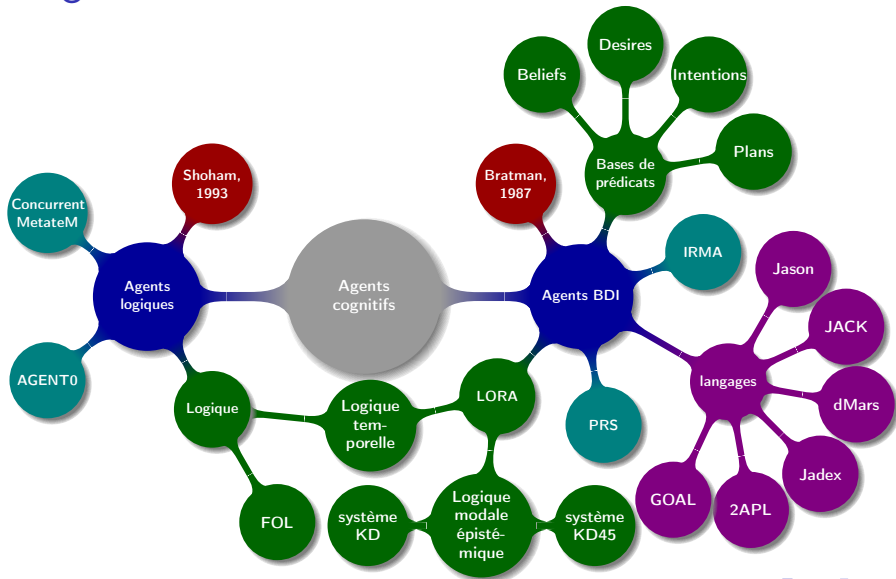 Desires
Beliefs
Intentions
Bases de
prédicats
Plans
Shoham,
1993
Bratman,
1987
Concurrent
MetateM
IRMA
Agents
logiques
Agents
cognitifs
Agents BDI
Jason
JACK
AGENT0
Logique
Logique
tem-
porelle
LORA
langages
dMars
PRS
Jadex
GOAL
2APL
FOL
système
KD
Logique
modale
épisté-
mique
système
KD45